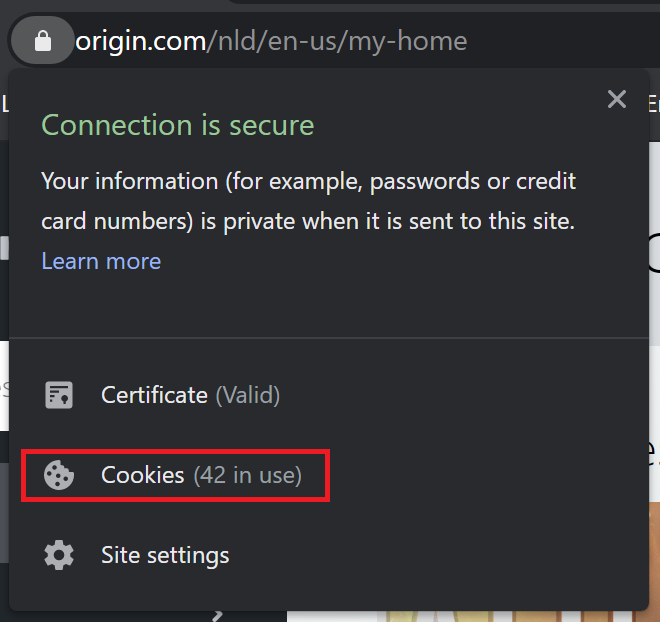 origin.com/nld/en-us/my-home
Connection is secure
Your information (for example, passwords or credit
card numbers) is private when it is sent to this site.
Learn more
Certificate (Valid)
Cookies (42 in use)
Site settings